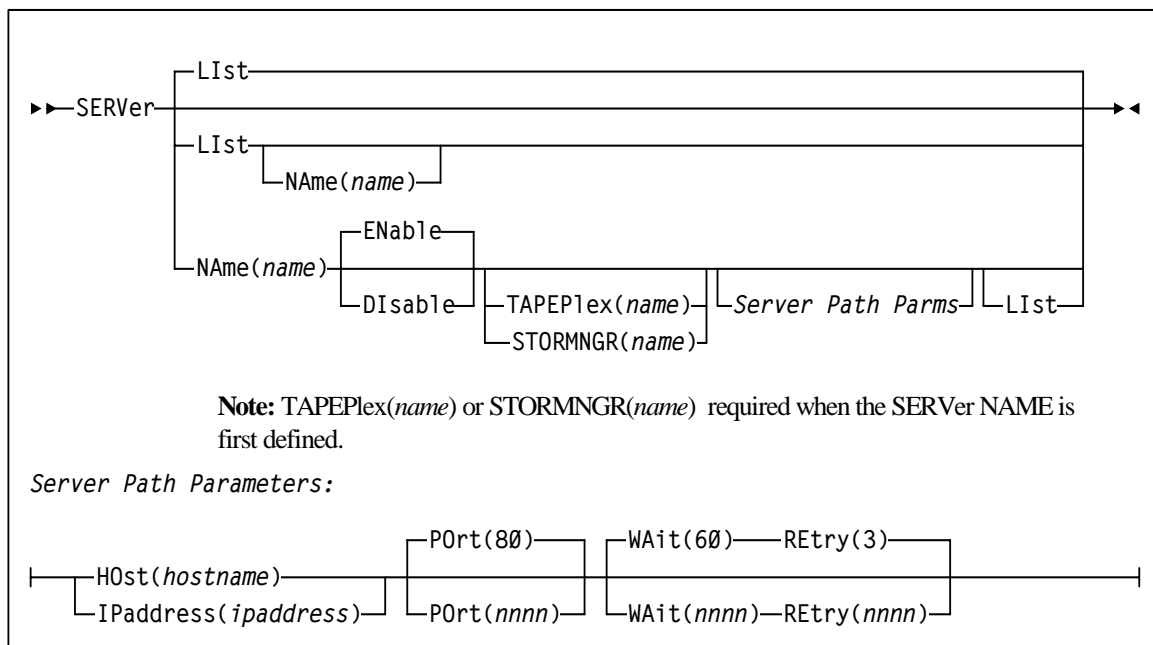 LIst
SERVer
LIst
NAme(name)
ENable
NAme(name)
DIsable
TAPEPlex(name)
STORMNGR(name)
Server Path Parms
LIst
Note: TAPEPlex(name) or STORMNGR(name) required when the SERVer NAME is
first defined.
Server Path Parameters:
POrt(80) WAit(60) REtry(3)
HOst(hostname)
IPaddress(ipaddress) POrt(nnnn) WAit(nnnn) REtry(nnnn)